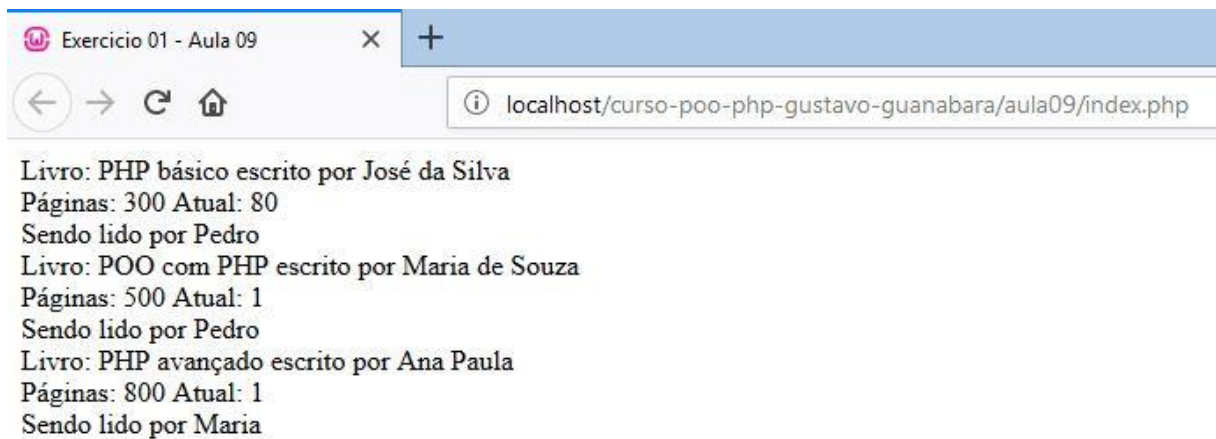 Exercicio 01 - Aula 09
localhost/curso-poo-php-gustavo-guanabara/aula09/index.php
Livro: PHP básico escrito por José da Silva
Páginas: 300 Atual: 80
Sendo lido por Pedro
Livro: POO com PHP escrito por Maria de Souza
Páginas: 500 Atual: 1
Sendo lido por Pedro
Livro: PHP avançado escrito por Ana Paula
Páginas: 800 Atual: 1
Sendo lido por Maria